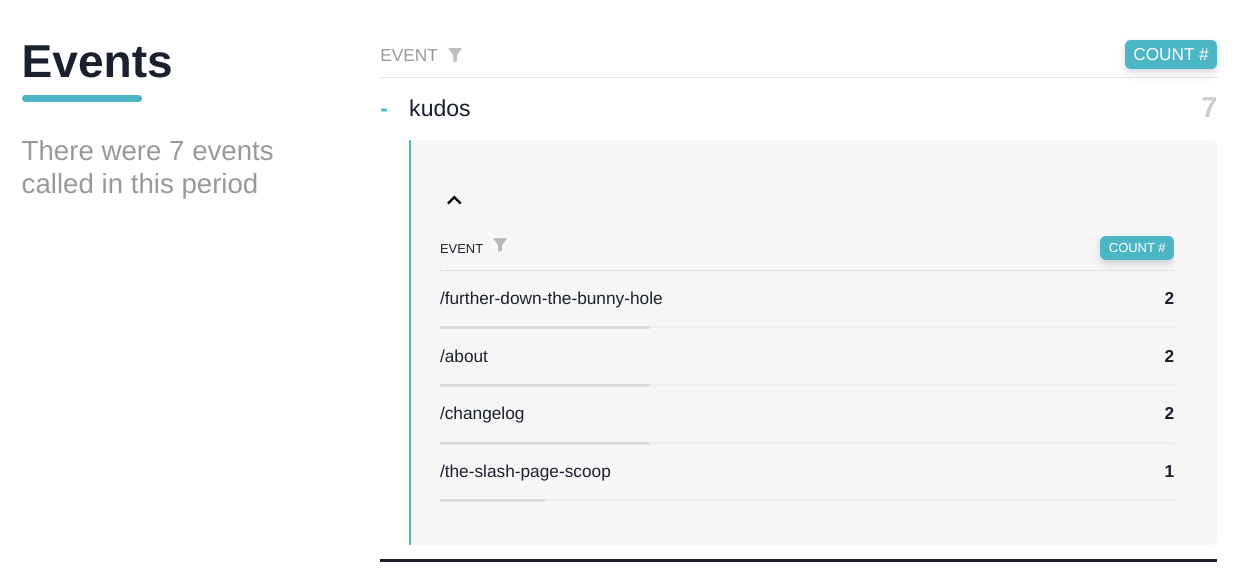 Events
There were 7 events
called in this period
EVENT COUNT #
- kudos 7
EVENT COUNT #
/further-down-the-bunny-hole 2
/about 2
/changelog 2
/the-slash-page-scoop 1